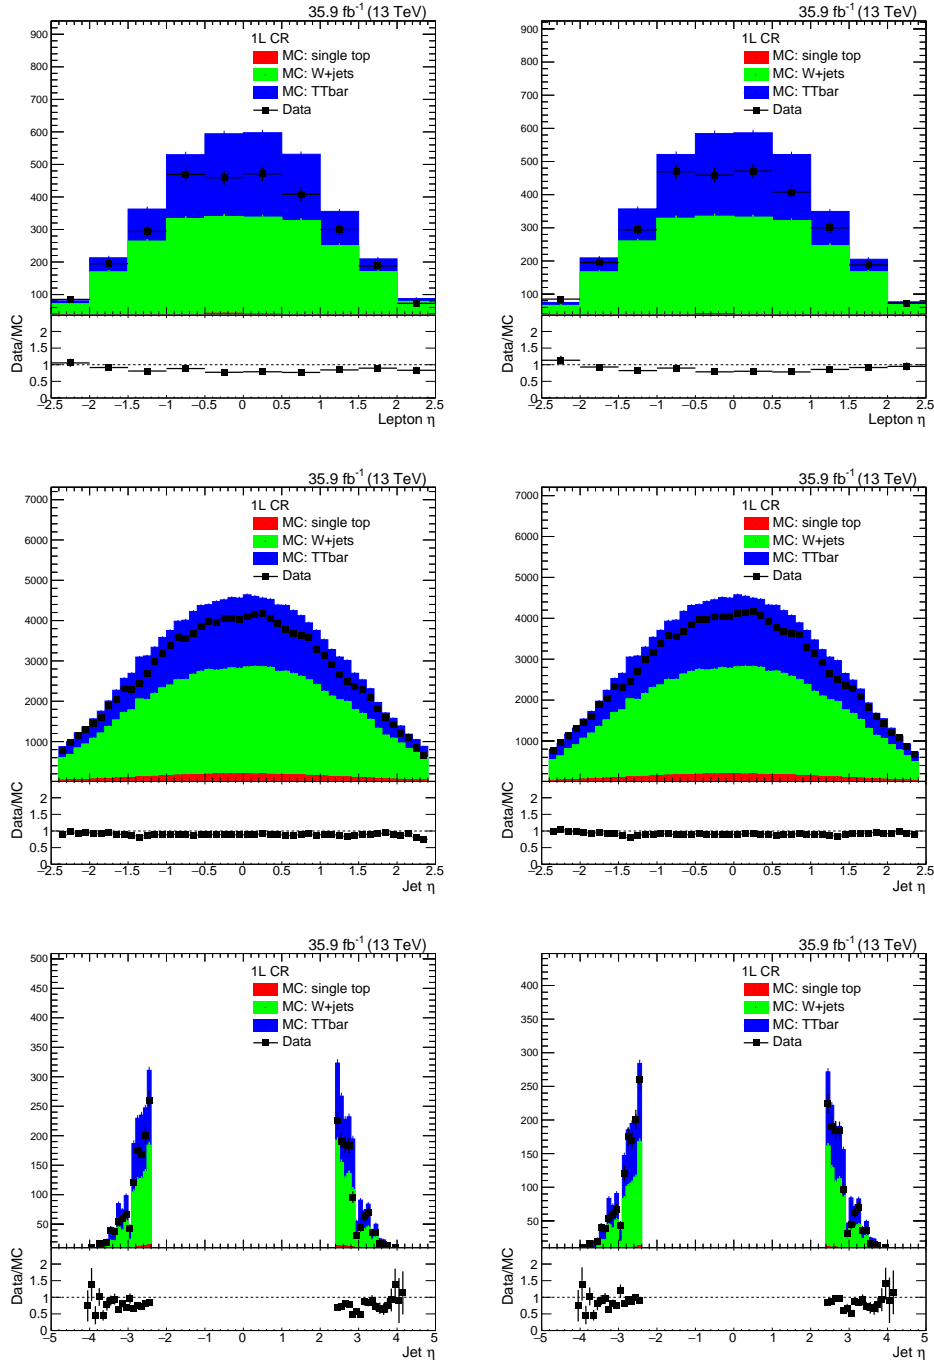 35.9 fb⁻¹ (13 TeV)
1L CR
MC: single top
MC: W+jets
MC: TTbar
Data
900
800
700
600
500
400
300
200
100
Data/MC
2
1.5
1
0.5
0
−2.5 −2 −1.5 −1 −0.5 0 0.5 1 1.5 2 2.5
Lepton η
35.9 fb⁻¹ (13 TeV)
1L CR
MC: single top
MC: W+jets
MC: TTbar
Data
900
800
700
600
500
400
300
200
100
Data/MC
2
1.5
1
0.5
0
−2.5 −2 −1.5 −1 −0.5 0 0.5 1 1.5 2 2.5
Lepton η
35.9 fb⁻¹ (13 TeV)
1L CR
MC: single top
MC: W+jets
MC: TTbar
Data
7000
6000
5000
4000
3000
2000
1000
Data/MC
2
1.5
1
0.5
0
−2.5 −2 −1.5 −1 −0.5 0 0.5 1 1.5 2 2.5
Jet η
35.9 fb⁻¹ (13 TeV)
1L CR
MC: single top
MC: W+jets
MC: TTbar
Data
7000
6000
5000
4000
3000
2000
1000
Data/MC
2
1.5
1
0.5
0
−2.5 −2 −1.5 −1 −0.5 0 0.5 1 1.5 2 2.5
Jet η
35.9 fb⁻¹ (13 TeV)
1L CR
MC: single top
MC: W+jets
MC: TTbar
Data
500
450
400
350
300
250
200
150
100
50
Data/MC
2
1.5
1
0.5
0
−5 −4 −3 −2 −1 0 1 2 3 4 5
Jet η
35.9 fb⁻¹ (13 TeV)
1L CR
MC: single top
MC: W+jets
MC: TTbar
Data
400
350
300
250
200
150
100
50
Data/MC
2
1.5
1
0.5
0
−5 −4 −3 −2 −1 0 1 2 3 4 5
Jet η